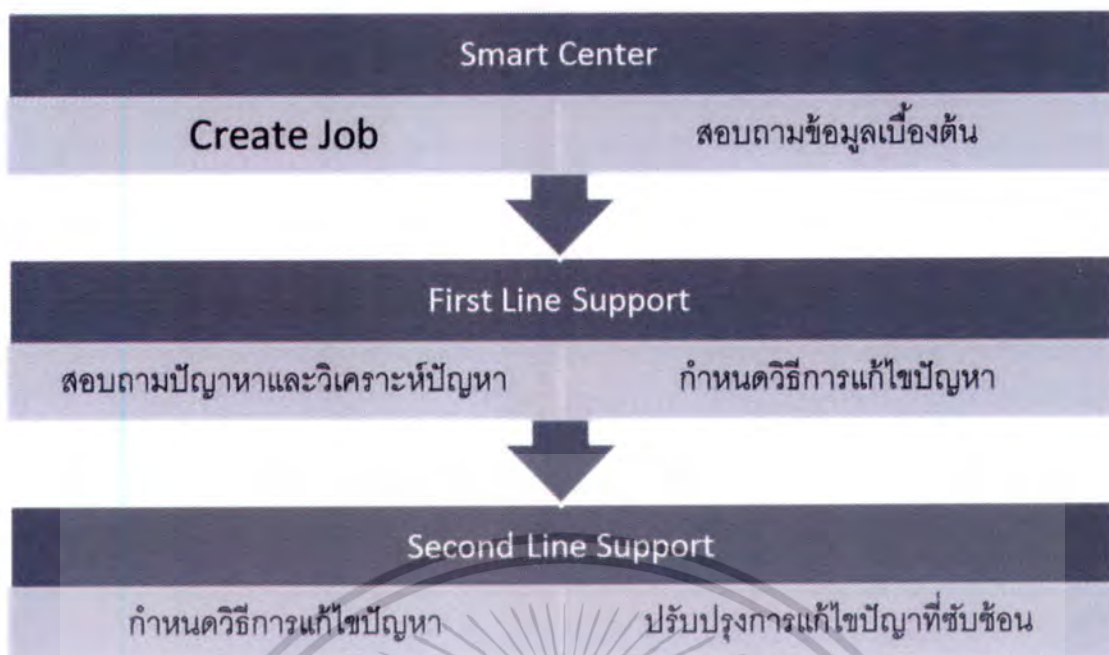 Smart Center
Create Job
สอบถามข้อมูลเบื้องต้น
First Line Support
สอบถามปัญหาและวิเคราะห์ปัญหา
กำหนดวิธีการแก้ไขปัญหา
Second Line Support
กำหนดวิธีการแก้ไขปัญหา
ปรับปรุงการแก้ไขปัญาที่ซับซ้อน